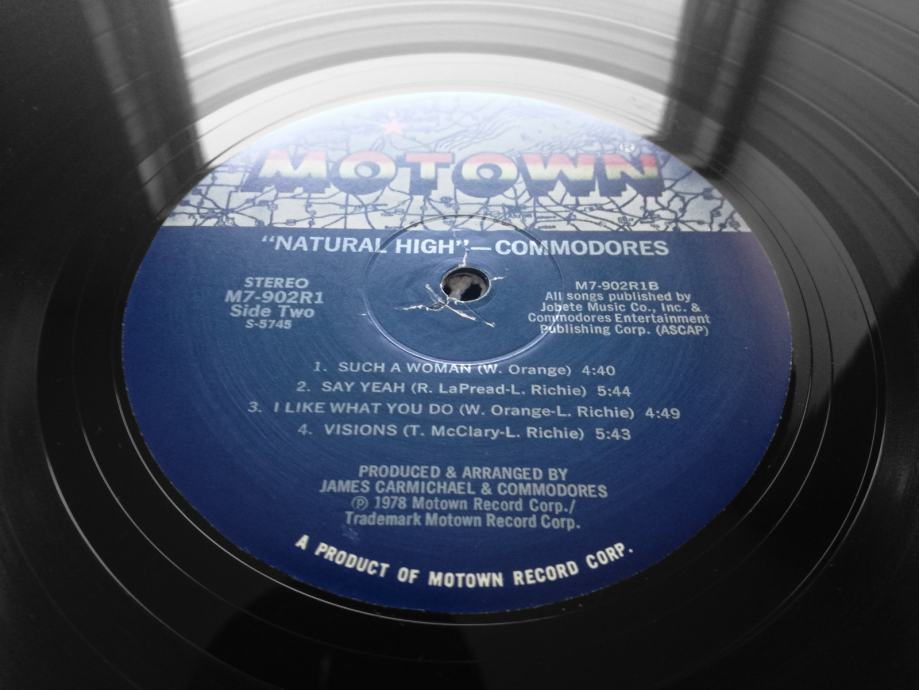 MOTOWN®
"NATURAL HIGH"—COMMODORES
STEREO
M7-902R1
Side Two
S-5745
M7-902R1B
All songs published by
Jobete Music Co., Inc. &
Commodores Entertainment
Publishing Corp. (ASCAP)
1. SUCH A WOMAN (W. Orange) 4:40
2. SAY YEAH (R. LaPread-L. Richie) 5:44
3. I LIKE WHAT YOU DO (W. Orange-L. Richie) 4:49
4. VISIONS (T. McClary-L. Richie) 5:43
PRODUCED & ARRANGED BY
JAMES CARMICHAEL & COMMODORES
℗ 1978 Motown Record Corp./
Trademark Motown Record Corp.
A PRODUCT OF MOTOWN RECORD CORP.